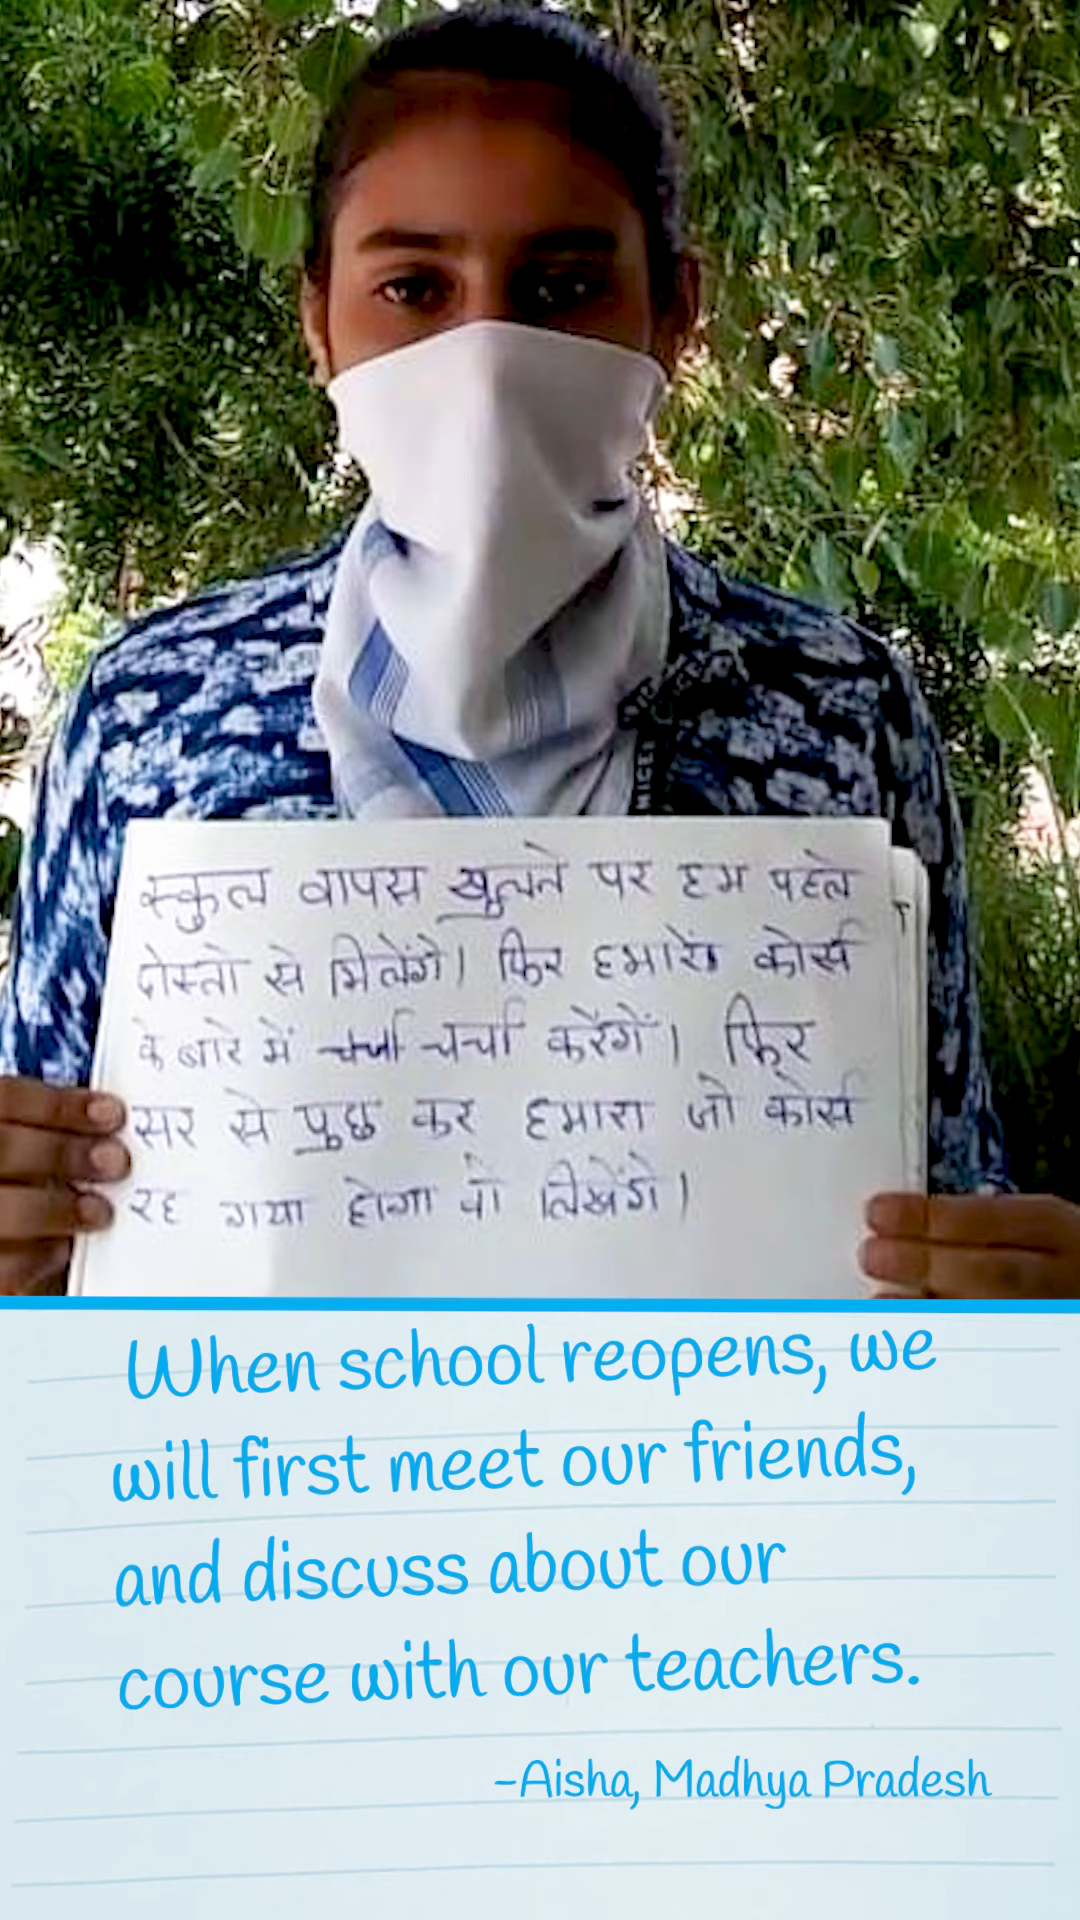 स्कुल वापस खुलने पर हम पहले
दोस्तो से मिलेंगे। फिर हमारे कोर्स
के बारे में चर्चा करेंगें। फिर
सर से पुछ कर हमारा जो कोर्स
रह गया होगा वो लिखेंगे।
When school reopens, we
will first meet our friends,
and discuss about our
course with our teachers.
-Aisha, Madhya Pradesh